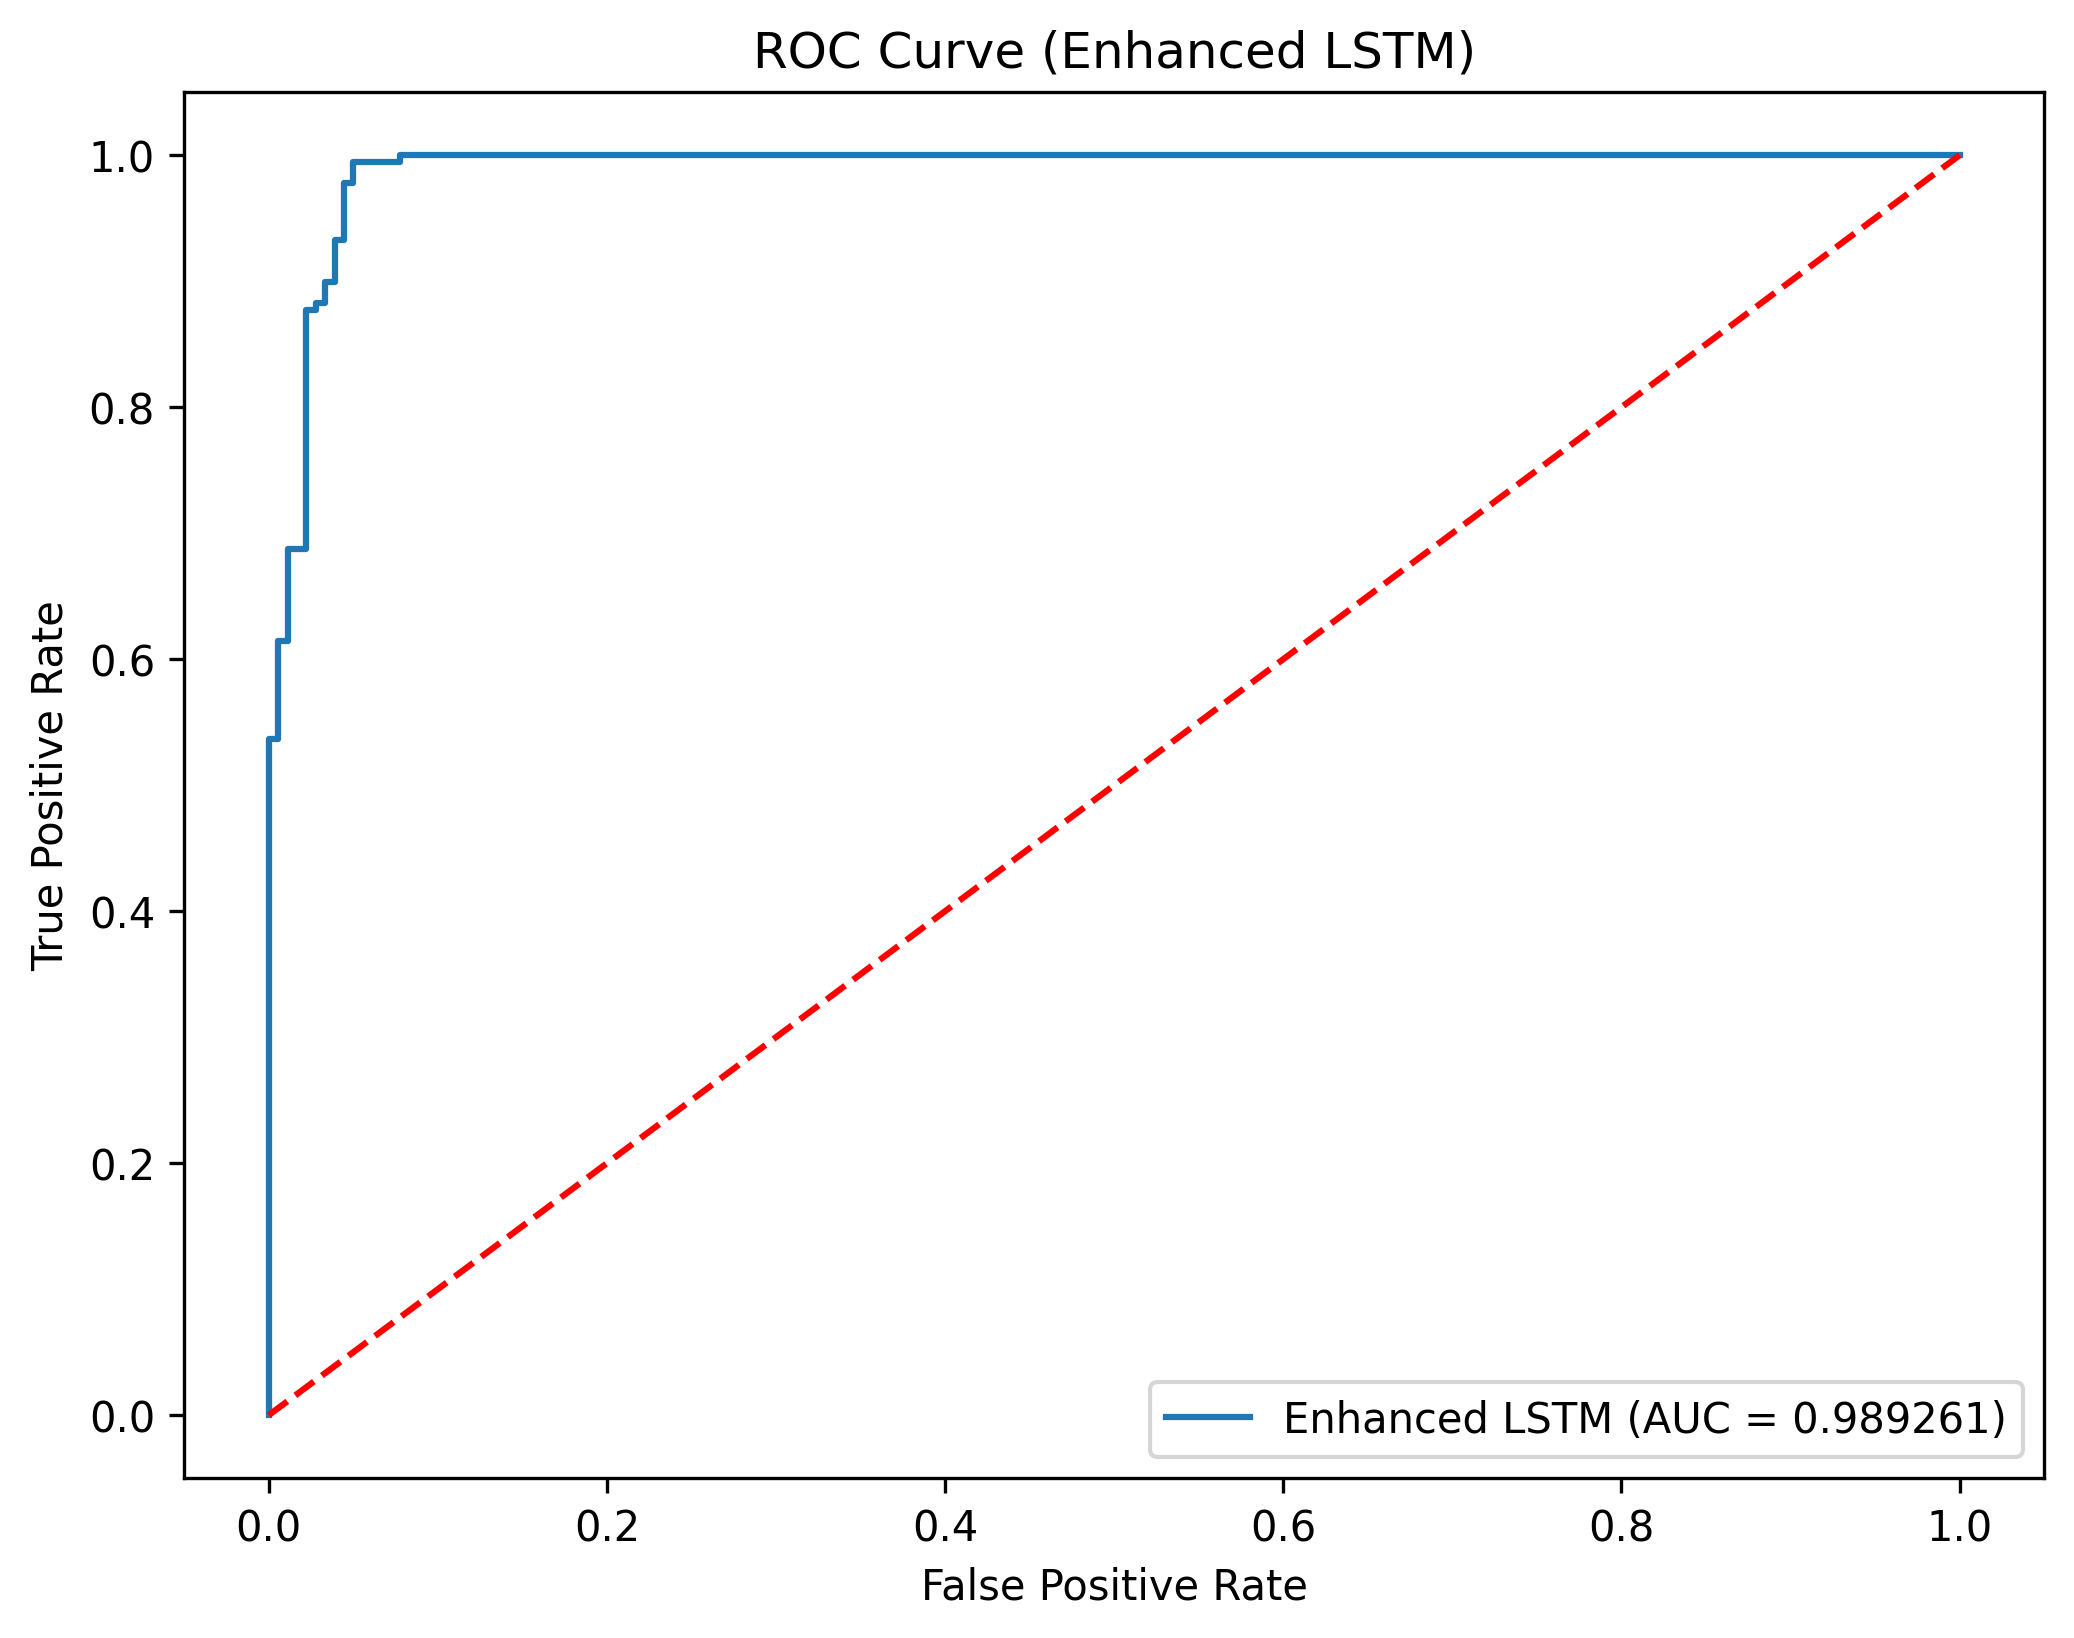 ROC Curve (Enhanced LSTM)
True Positive Rate
1.0
0.8
0.6
0.4
0.2
0.0
Enhanced LSTM (AUC = 0.989261)
0.0 0.2 0.4 0.6 0.8 1.0
False Positive Rate